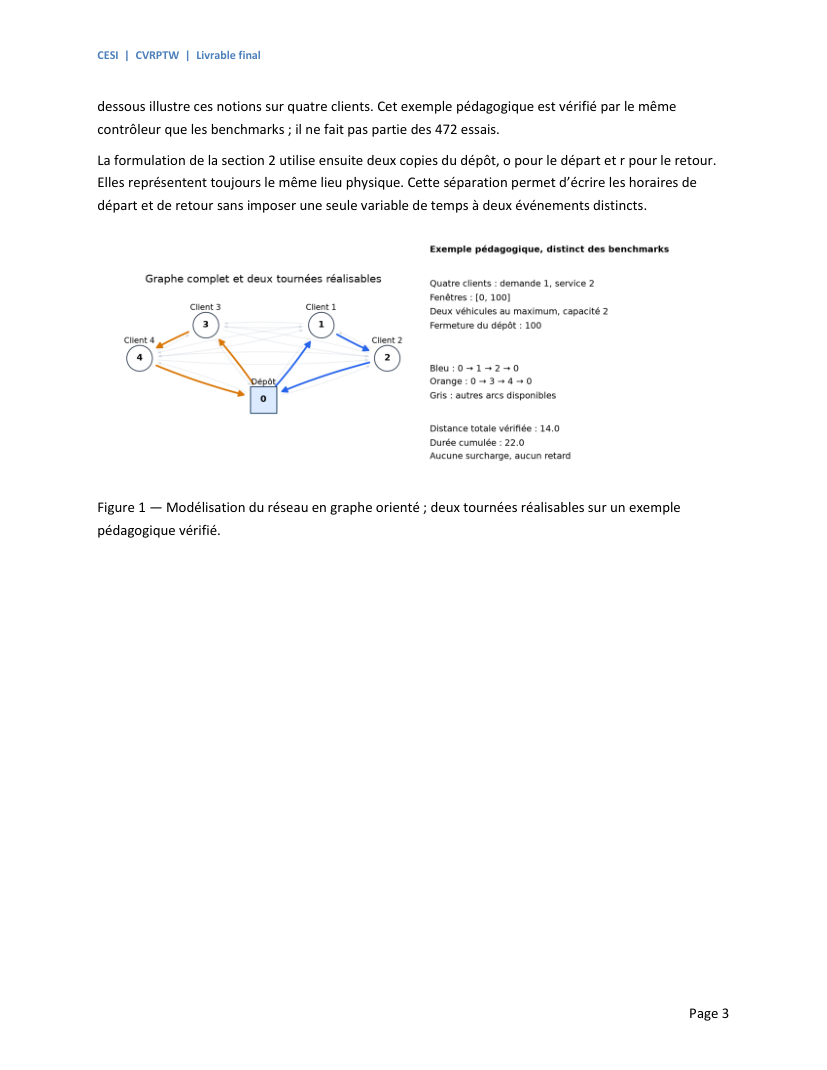 CESI | CVRPTW | Livrable final
dessous illustre ces notions sur quatre clients. Cet exemple pédagogique est vérifié par le même
contrôleur que les benchmarks ; il ne fait pas partie des 472 essais.
La formulation de la section 2 utilise ensuite deux copies du dépôt, o pour le départ et r pour le retour.
Elles représentent toujours le même lieu physique. Cette séparation permet d’écrire les horaires de
départ et de retour sans imposer une seule variable de temps à deux événements distincts.
Graphe complet et deux tournées réalisables
Client 3
Client 1
3
1
Client 4
Client 2
4
2
Dépôt
0
Exemple pédagogique, distinct des benchmarks
Quatre clients : demande 1, service 2
Fenêtres : [0, 100]
Deux véhicules au maximum, capacité 2
Fermeture du dépôt : 100
Bleu : 0 → 1 → 2 → 0
Orange : 0 → 3 → 4 → 0
Gris : autres arcs disponibles
Distance totale vérifiée : 14.0
Durée cumulée : 22.0
Aucune surcharge, aucun retard
Figure 1 — Modélisation du réseau en graphe orienté ; deux tournées réalisables sur un exemple
pédagogique vérifié.
Page 3